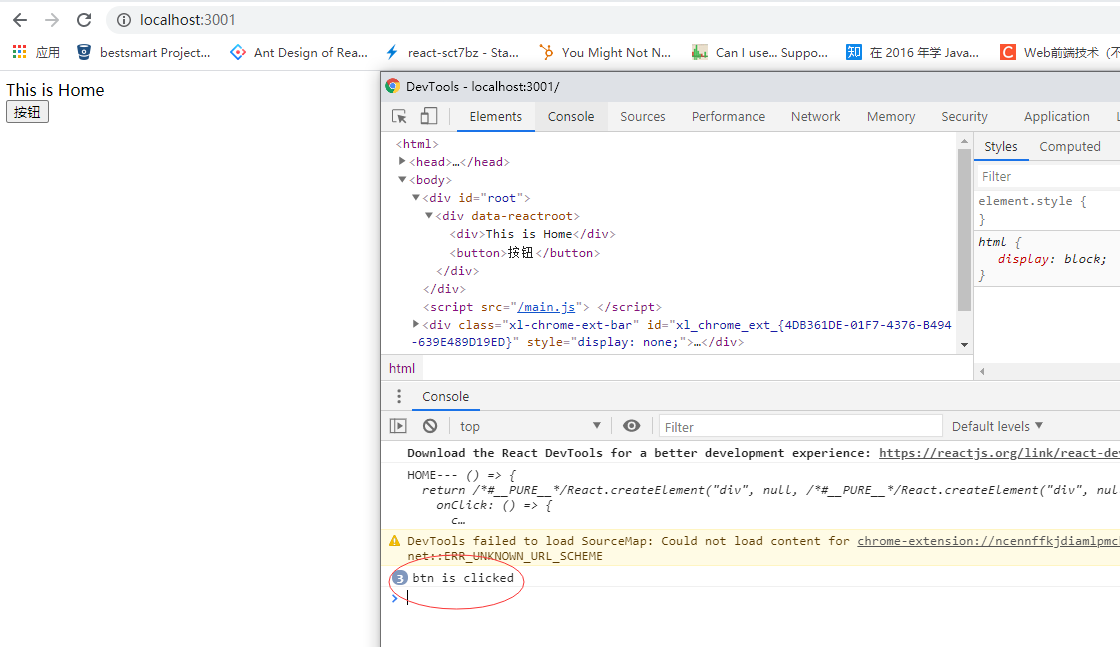 localhost:3001
应用 bestsmart Project... Ant Design of Rea... react-sct7bz - Sta... You Might Not N... Can I use... Suppo... 知 在 2016 年学 Java... C Web前端技术 (不
This is Home
按钮
DevTools - localhost:3001/
Elements Console Sources Performance Network Memory Security Application
<html>
<head>…</head>
<body>
<div id="root">
<div data-reactroot>
<div>This is Home</div>
<button>按钮</button>
</div>
</div>
<script src="/main.js"> </script>
<div class="xl-chrome-ext-bar" id="xl_chrome_ext_{4DB361DE-01F7-4376-B494
-639E489D19ED}" style="display: none;">…</div>
html
Styles Computed
Filter
element.style {
}
html {
display: block;
}
Console
top Filter Default levels
Download the React DevTools for a better development experience: https://reactjs.org/link/react-de
HOME--- () => {
return /*#__PURE__*/React.createElement("div", null, /*#__PURE__*/React.createElement("div", nul
onClick: () => {
c…
DevTools failed to load SourceMap: Could not load content for chrome-extension://ncennffkjdiamlpmc
net::ERR_UNKNOWN_URL_SCHEME
3 btn is clicked